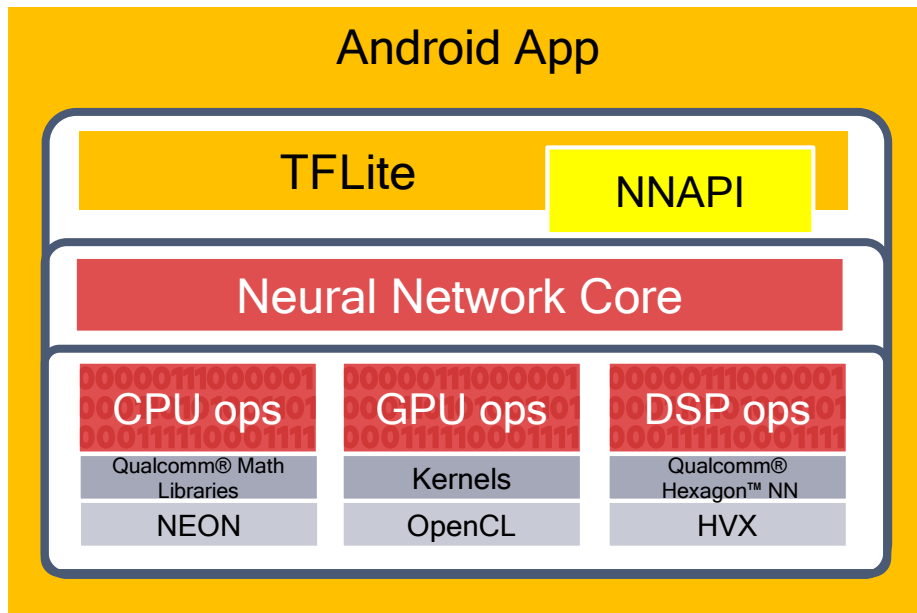 Android App
TFLite
NNAPI
Neural Network Core
CPU ops
GPU ops
DSP ops
Qualcomm® Math
Libraries
Kernels
Qualcomm®
Hexagon™ NN
NEON
OpenCL
HVX